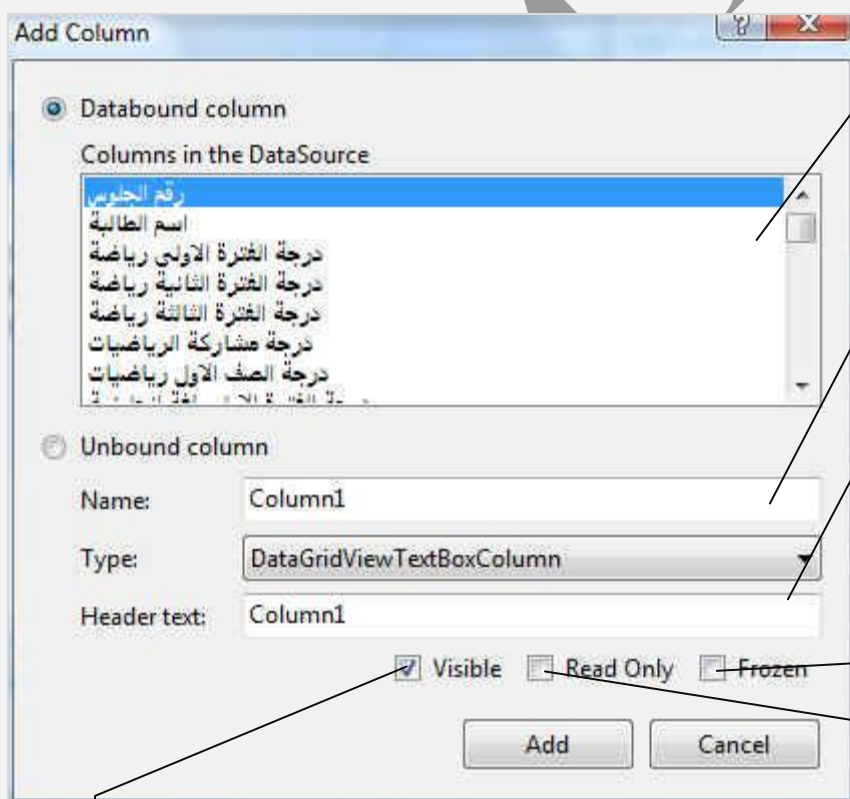 Add Column
Databound column
Columns in the DataSource
رقم الجلوس
اسم الطالبة
درجة الفترة الاولى رياضة
درجة الفترة الثانية رياضة
درجة الفترة الثالثة رياضة
درجة مشاركة الرياضيات
درجة الصف الاول رياضيات
Unbound column
Name: Column1
Type: DataGridViewTextBoxColumn
Header text: Column1
Visible Read Only Frozen
Add Cancel